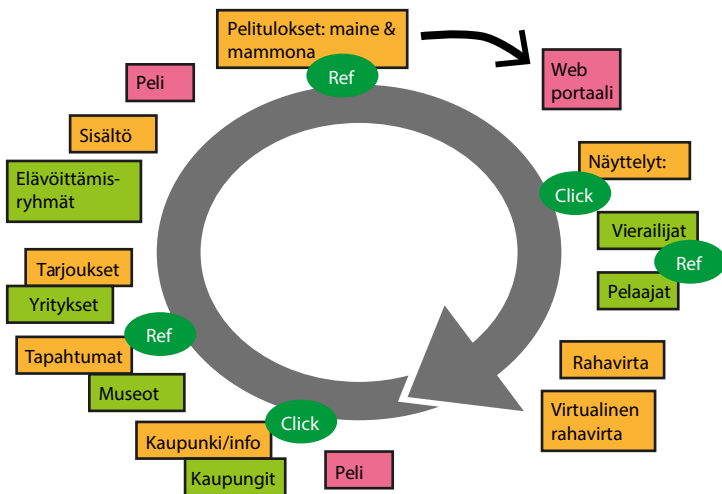 Pelitulokset: maine &
mammona
Ref
Web
portaali
Peli
Sisältö
Näyttelyt:
Click
Elävöittämis-
ryhmät
Vierailijat
Ref
Pelaajat
Tarjoukset
Yritykset
Ref
Tapahtumat
Museot
Rahavirta
Virtualinen
rahavirta
Click
Kaupunki/info
Kaupungit
Peli